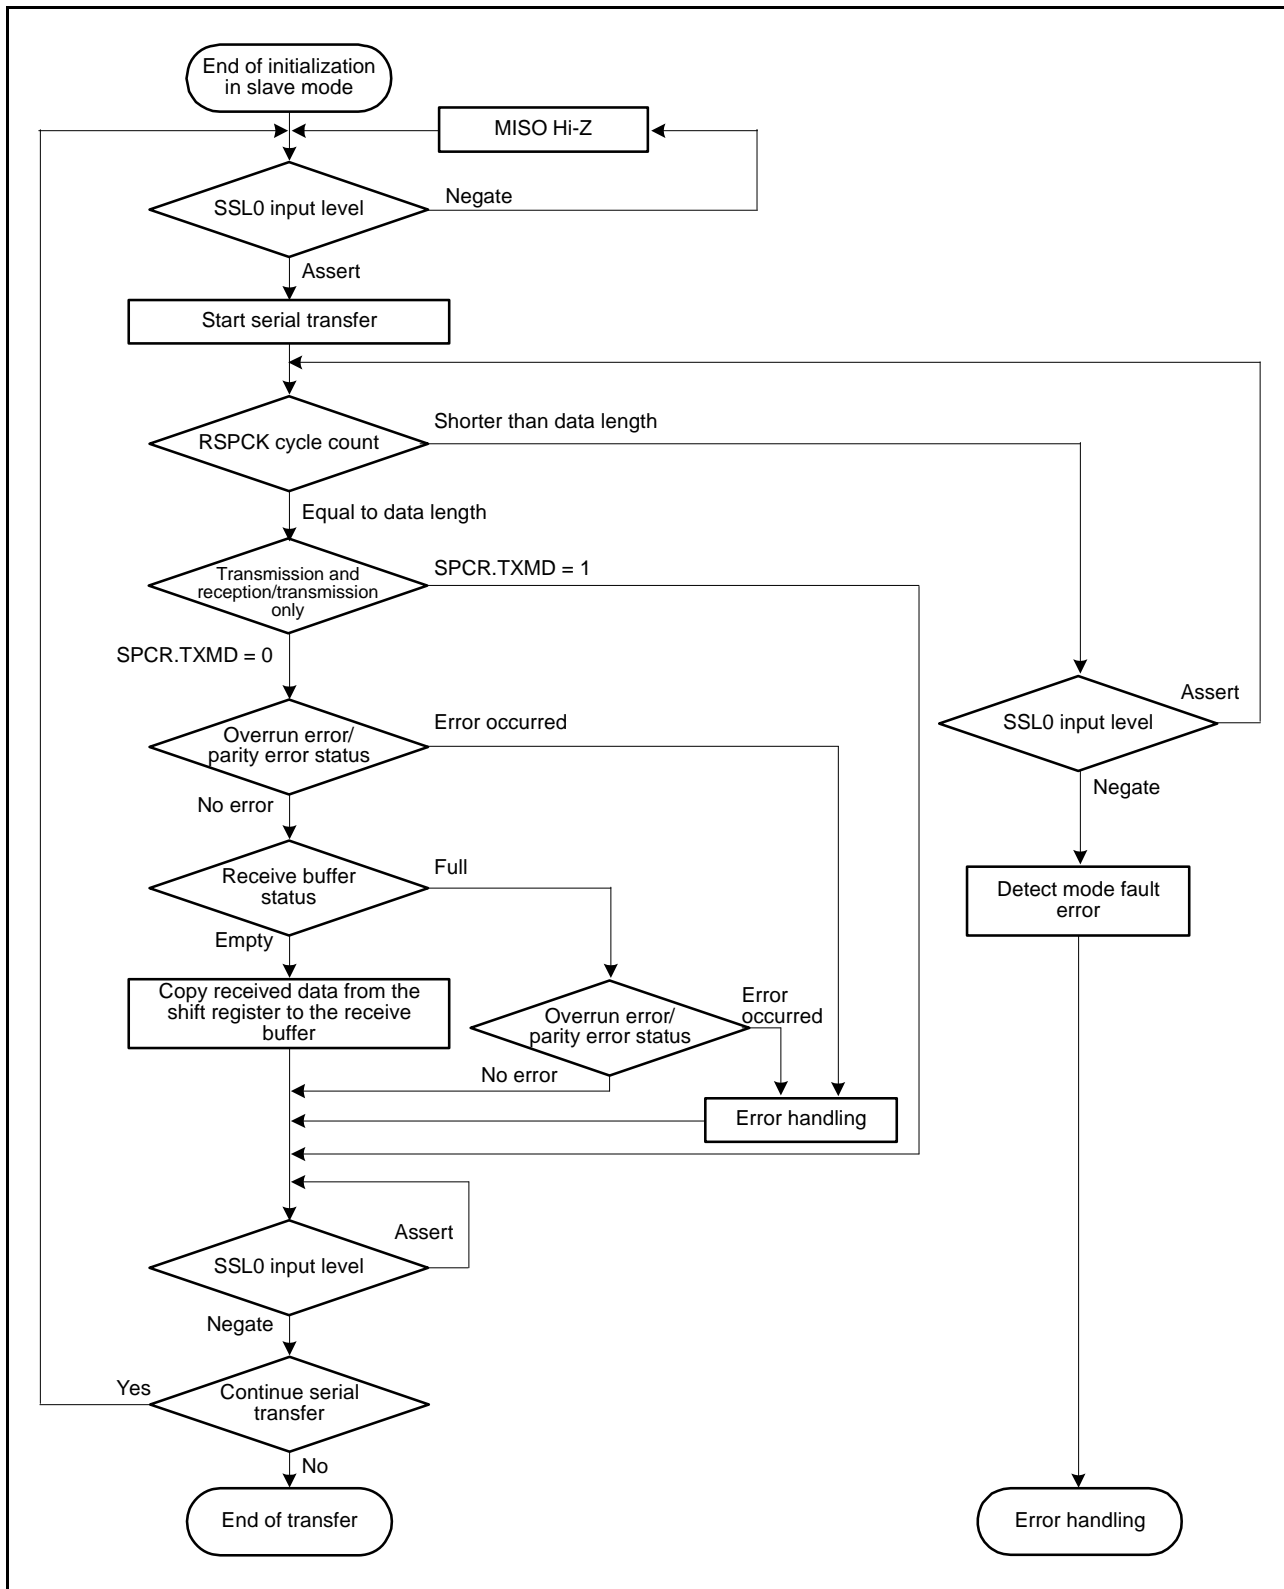 End of initialization
in slave mode
MISO Hi-Z
SSL0 input level
Negate
Assert
Start serial transfer
RSPCK cycle count
Shorter than data length
Equal to data length
Transmission and
reception/transmission
only
SPCR.TXMD = 1
SPCR.TXMD = 0
SSL0 input level
Assert
Negate
Overrun error/
parity error status
Error occurred
No error
Receive buffer
status
Full
Empty
Detect mode fault
error
Copy received data from the
shift register to the receive
buffer
Overrun error/
parity error status
Error
occurred
No error
Error handling
SSL0 input level
Assert
Negate
Continue serial
transfer
Yes
No
End of transfer
Error handling